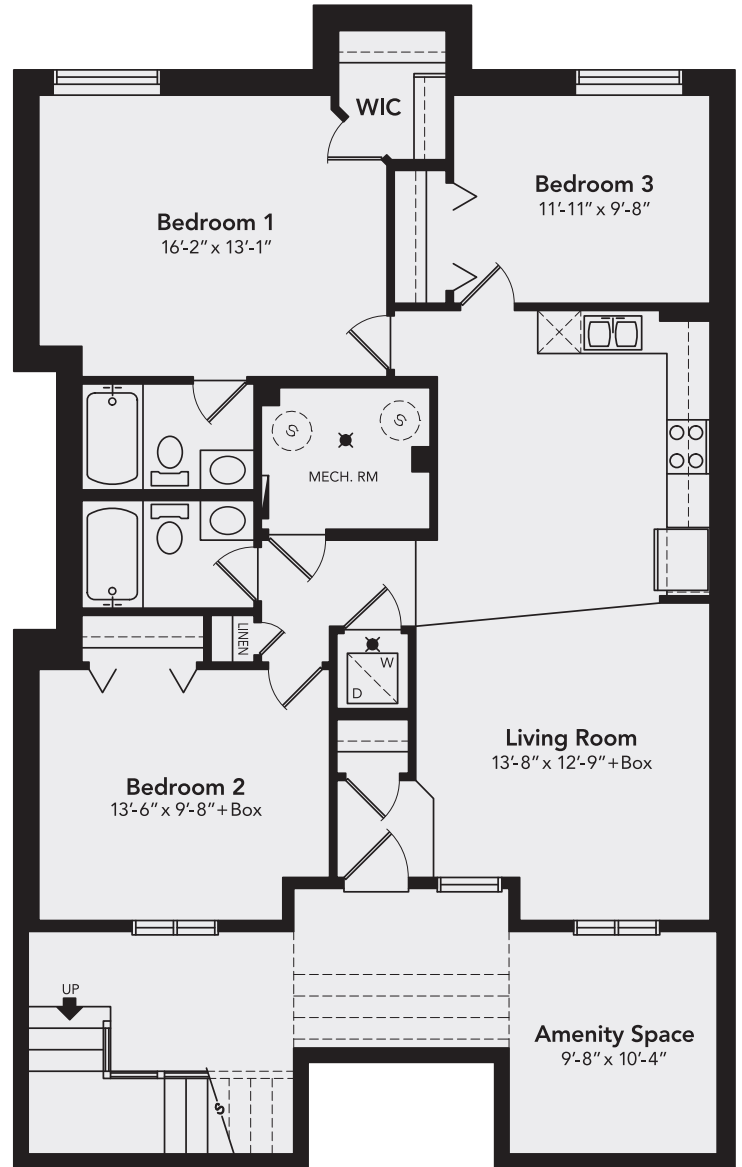 WIC
Bedroom 3
11'-11" x 9'-8"
Bedroom 1
16'-2" x 13'-1"
S
S
MECH. RM
LINEN
W
D
Living Room
13'-8" x 12'-9"+Box
Bedroom 2
13'-6" x 9'-8"+Box
UP
Amenity Space
9'-8" x 10'-4"
S